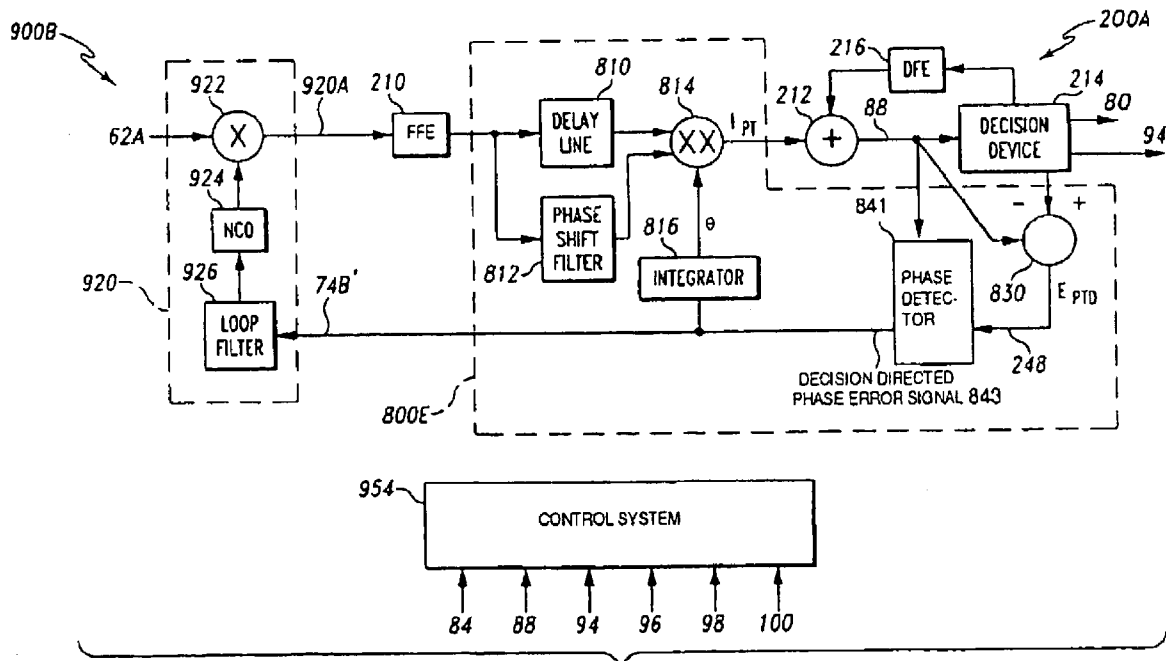 900B
200A
922
920A
210
810
814
216
DFE
214
80
62A
X
FFE
DELAY
LINE
XX
I PT
212
+
88
DECISION
DEVICE
94
924
NCO
PHASE
SHIFT
FILTER
812
θ
816
INTEGRATOR
841
PHASE
DETEC-
TOR
- +
830
E PTD
926
920
LOOP
FILTER
74B'
248
800E
DECISION DIRECTED
PHASE ERROR SIGNAL 843
954
CONTROL SYSTEM
84 88 94 96 98 100